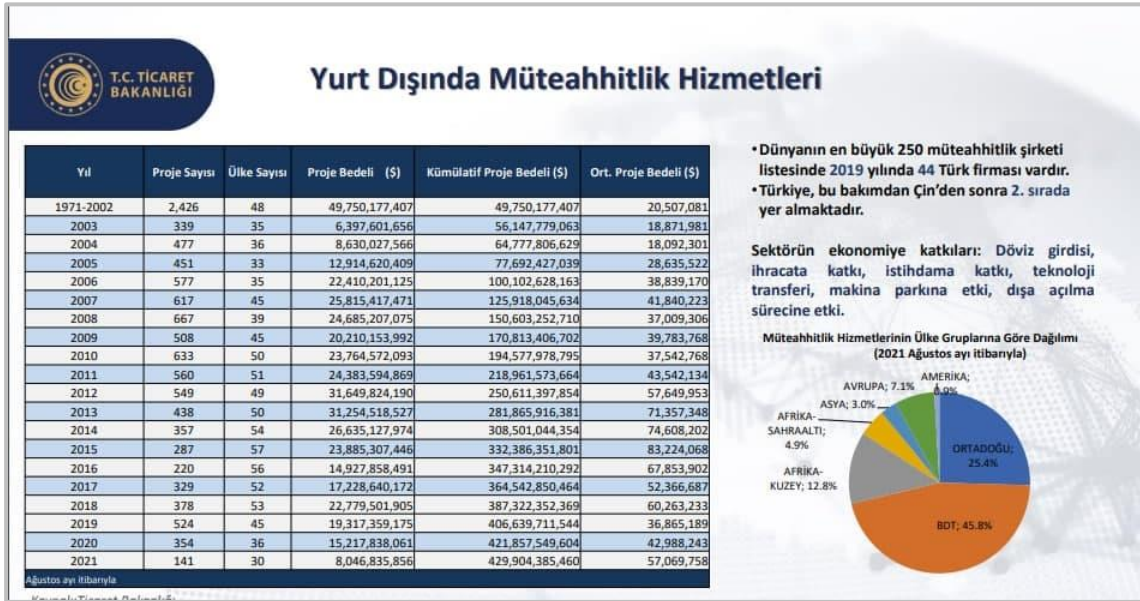 T.C. TİCARET
BAKANLIĞI
Yurt Dışında Müteahhitlik Hizmetleri
Yıl Proje Sayısı Ülke Sayısı Proje Bedeli ($) Kümülatif Proje Bedeli ($) Ort. Proje Bedeli ($)
1971-2002 2,426 48 49,750,177,407 49,750,177,407 20,507,081
2003 339 35 6,397,601,656 56,147,779,063 18,871,981
2004 477 36 8,630,027,566 64,777,806,629 18,092,301
2005 451 33 12,914,620,409 77,692,427,039 28,635,522
2006 577 35 22,410,201,125 100,102,628,163 38,839,170
2007 617 45 25,815,417,471 125,918,045,634 41,840,223
2008 667 39 24,685,207,075 150,603,252,710 37,009,306
2009 508 45 20,210,153,992 170,813,406,702 39,783,768
2010 633 50 23,764,572,093 194,577,978,795 37,542,768
2011 560 51 24,383,594,869 218,961,573,664 43,542,134
2012 549 49 31,649,824,190 250,611,397,854 57,649,953
2013 438 50 31,254,518,527 281,865,916,381 71,357,348
2014 357 54 26,635,127,974 308,501,044,354 74,608,202
2015 287 57 23,885,307,446 332,386,351,801 83,224,068
2016 220 56 14,927,858,491 347,314,210,292 67,853,902
2017 329 52 17,228,640,172 364,542,850,464 52,366,687
2018 378 53 22,779,501,905 387,322,352,369 60,263,233
2019 524 45 19,317,359,175 406,639,711,544 36,865,189
2020 354 36 15,217,838,061 421,857,549,604 42,988,243
2021 141 30 8,046,835,856 429,904,385,460 57,069,758
Ağustos ayı itibarıyla
Kaynak:Ticaret Bakanlığı
•Dünyanın en büyük 250 müteahhitlik şirketi
listesinde 2019 yılında 44 Türk firması vardır.
•Türkiye, bu bakımdan Çin'den sonra 2. sırada
yer almaktadır.
Sektörün ekonomiye katkıları: Döviz girdisi,
ihracata katkı, istihdama katkı, teknoloji
transferi, makina parkına etki, dışa açılma
sürecine etki.
Müteahhitlik Hizmetlerinin Ülke Gruplarına Göre Dağılımı
(2021 Ağustos ayı itibarıyla)
AMERİKA;
0.9%
AVRUPA; 7.1%
ASYA; 3.0%
AFRİKA-
SAHRAALTI;
4.9%
AFRİKA-
KUZEY; 12.8%
ORTADOĞU;
25.4%
BDT; 45.8%